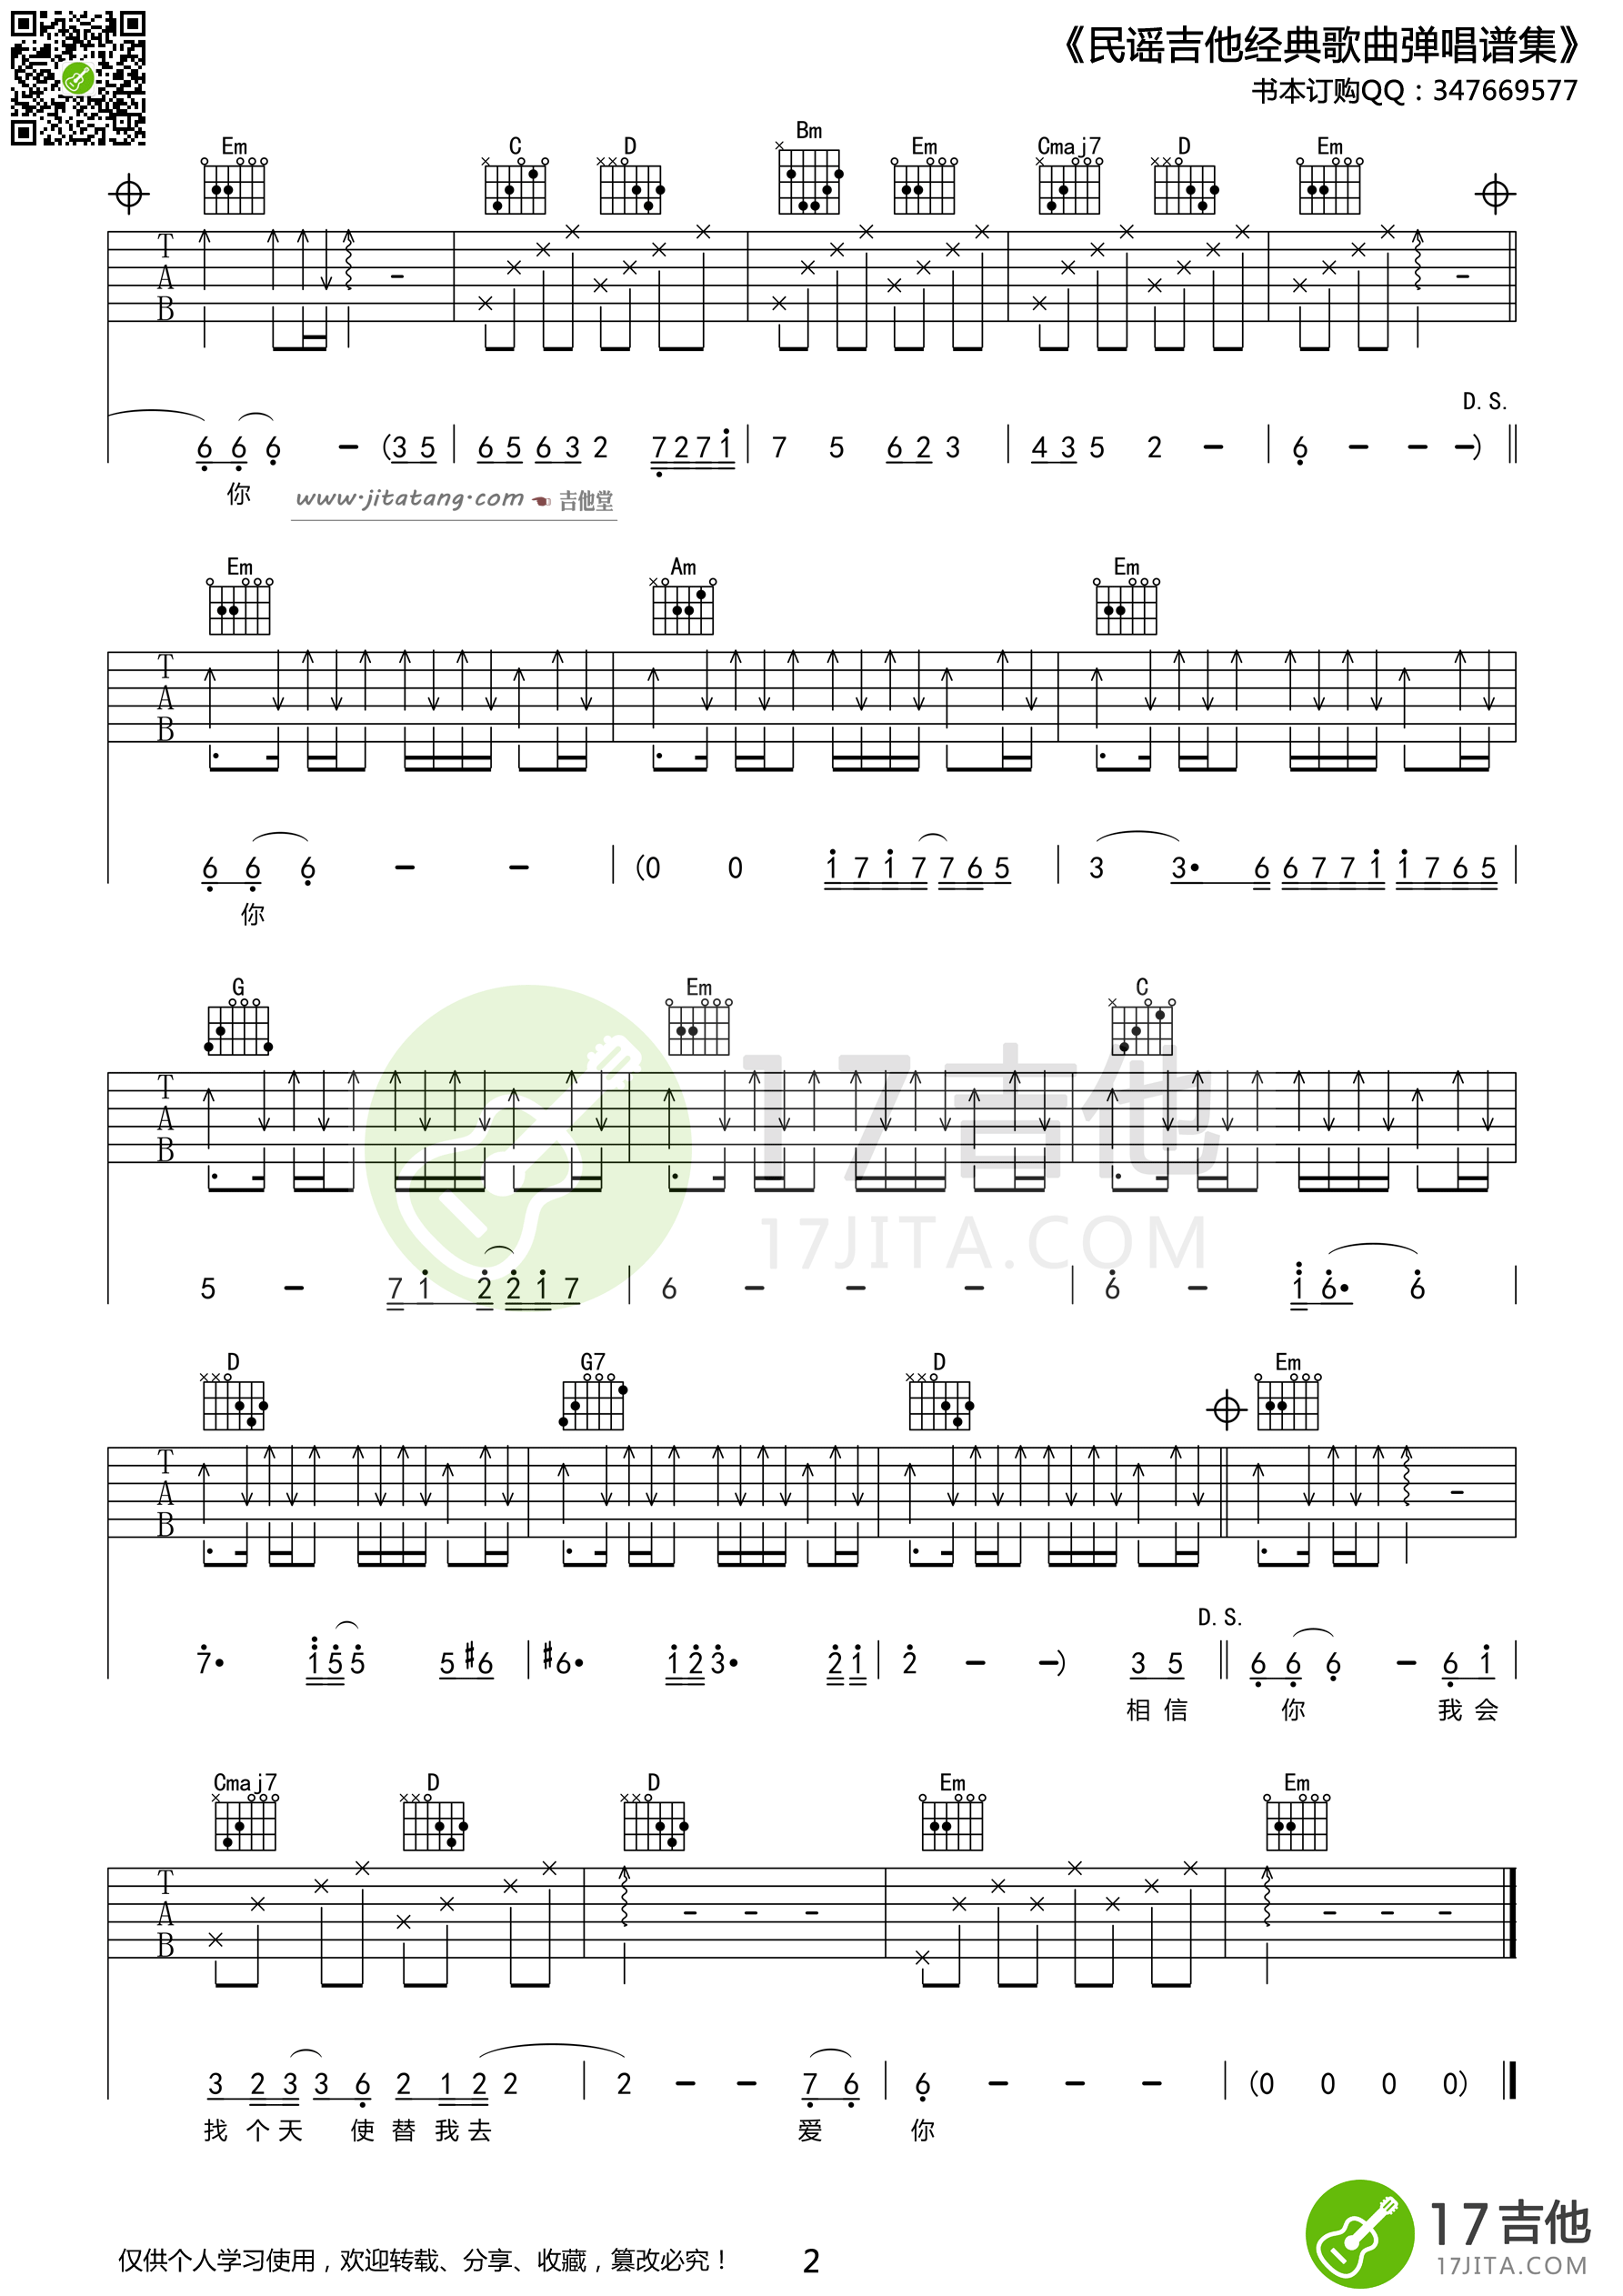 《民谣吉他经典歌曲弹唱谱集》
书本订购QQ：347669577
Em C D Bm Em Cmaj7 D Em
T
A
B
D.S.
6 6 6 - (3 5 | 6 5 6 3 2 7 2 7 1 | 7 5 6 2 3 | 4 3 5 2 - | 6 - - -)
你
www.jitatang.com 吉他堂
Em Am Em
T
A
B
6 6 6 - - | (0 0 1 7 1 7 7 6 5 | 3 3· 6 6 7 7 1 1 7 6 5
你
G Em C
T
A
B
17吉他
17JITA.COM
5 - 7 1 2 2 1 7 | 6 - - - | 6 - 1 6· 6
D G7 D Em
T
A
B
D.S.
7· 1 5 5 5 #6 | #6· 1 2 3· 2 1 | 2 - -) 3 5 || 6 6 6 - 6 1
相信 你 我会
Cmaj7 D D Em Em
T
A
B
3 2 3 3 6 2 1 2 2 | 2 - - 7 6 | 6 - - - | (0 0 0 0)
找个天 使替我去 爱 你
仅供个人学习使用，欢迎转载、分享、收藏，篡改必究！ 2
17吉他
17JITA.COM